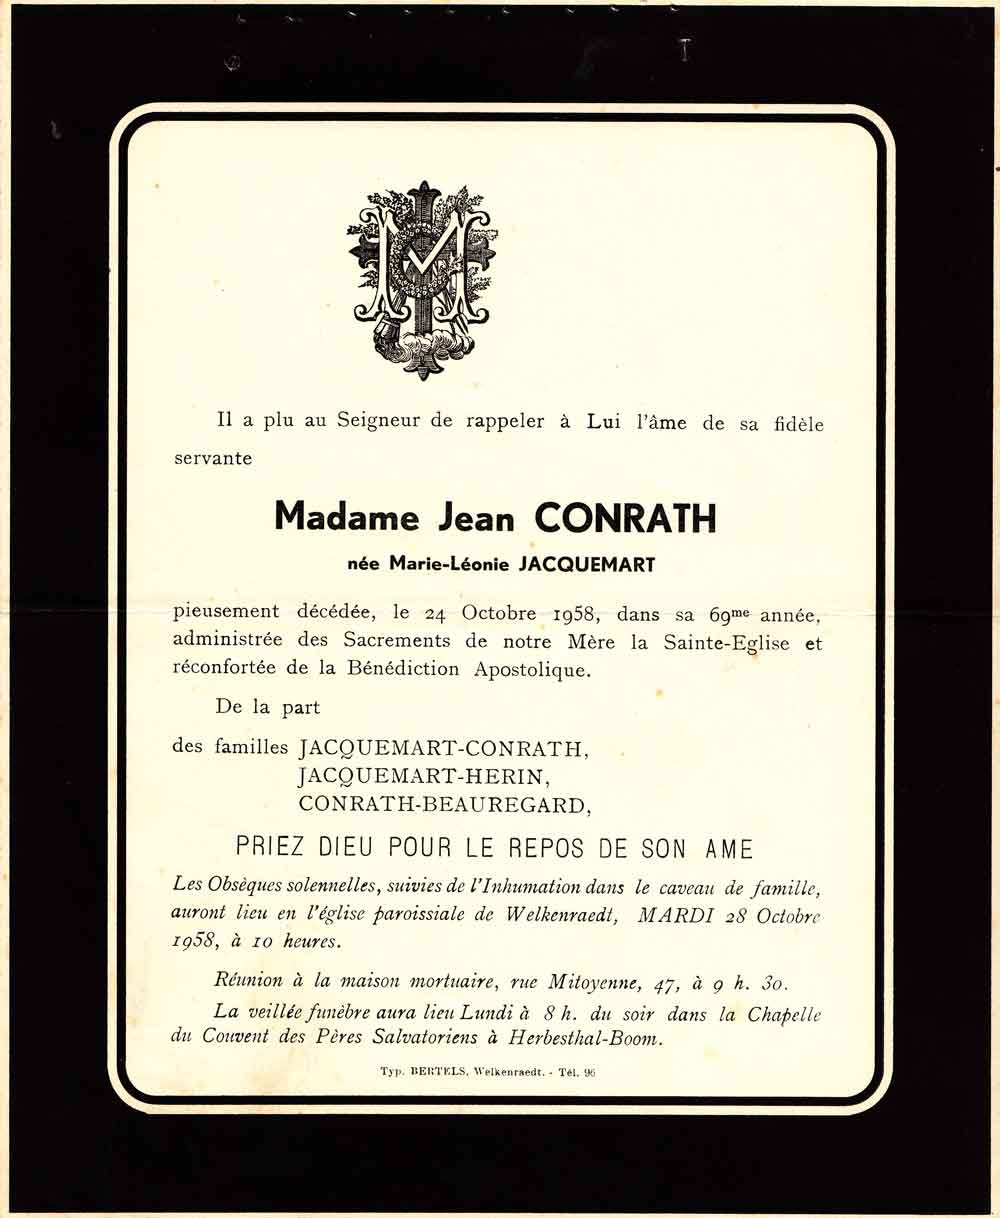 Il a plu au Seigneur de rappeler à Lui l'âme de sa fidèle
servante
Madame Jean CONRATH
née Marie-Léonie JACQUEMART
pieusement décédée, le 24 Octobre 1958, dans sa 69me année,
administrée des Sacrements de notre Mère la Sainte-Eglise et
réconfortée de la Bénédiction Apostolique.
De la part
des familles JACQUEMART-CONRATH,
JACQUEMART-HERIN,
CONRATH-BEAUREGARD,
PRIEZ DIEU POUR LE REPOS DE SON AME
Les Obsèques solennelles, suivies de l'Inhumation dans le caveau de famille,
auront lieu en l'église paroissiale de Welkenraedt, MARDI 28 Octobre
1958, à 10 heures.
Réunion à la maison mortuaire, rue Mitoyenne, 47, à 9 h. 30.
La veillée funèbre aura lieu Lundi à 8 h. du soir dans la Chapelle
du Couvent des Pères Salvatoriens à Herbesthal-Boom.
Typ. BERTELS, Welkenraedt. - Tél. 96